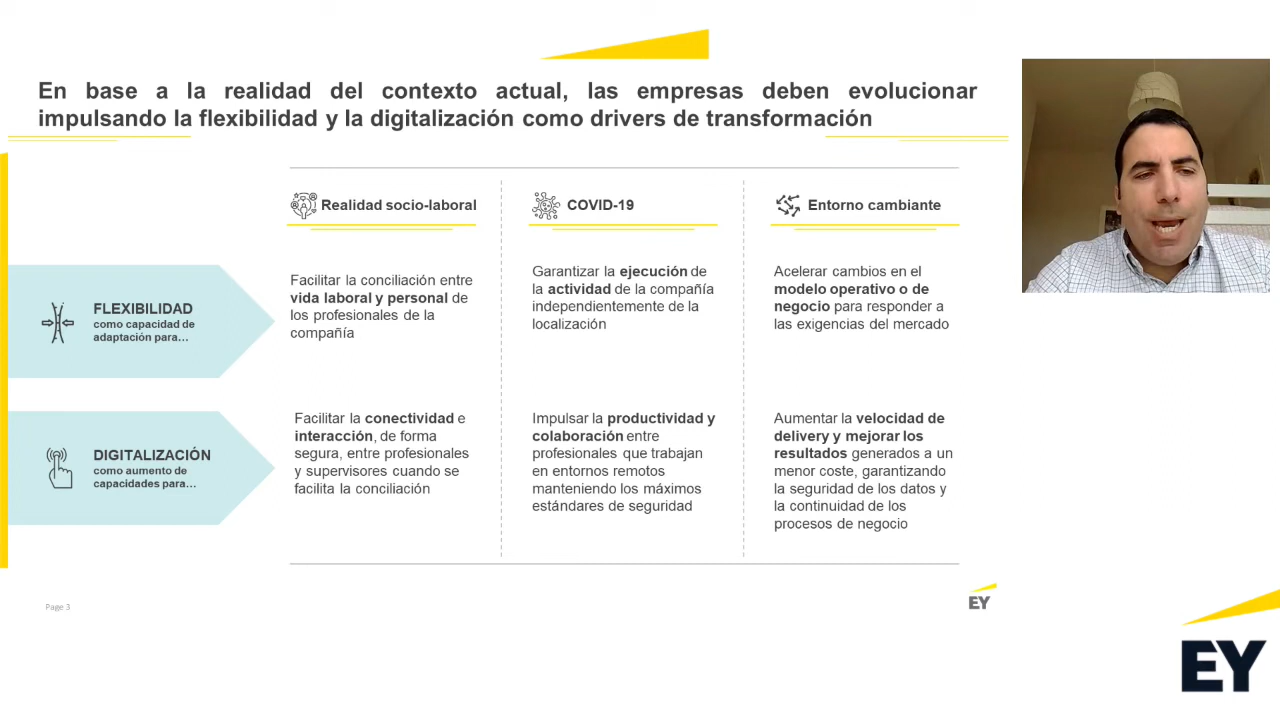 En base a la realidad del contexto actual, las empresas deben evolucionar
impulsando la flexibilidad y la digitalización como drivers de transformación
Realidad socio-laboral
COVID-19
Entorno cambiante
FLEXIBILIDAD
como capacidad de
adaptación para...
Facilitar la conciliación entre
vida laboral y personal de
los profesionales de la
compañía
Garantizar la ejecución de
la actividad de la compañía
independientemente de la
localización
Acelerar cambios en el
modelo operativo o de
negocio para responder a
las exigencias del mercado
DIGITALIZACIÓN
como aumento de
capacidades para...
Facilitar la conectividad e
interacción, de forma
segura, entre profesionales
y supervisores cuando se
facilita la conciliación
Impulsar la productividad y
colaboración entre
profesionales que trabajan
en entornos remotos
manteniendo los máximos
estándares de seguridad
Aumentar la velocidad de
delivery y mejorar los
resultados generados a un
menor coste, garantizando
la seguridad de los datos y
la continuidad de los
procesos de negocio
Page 3
EY
EY